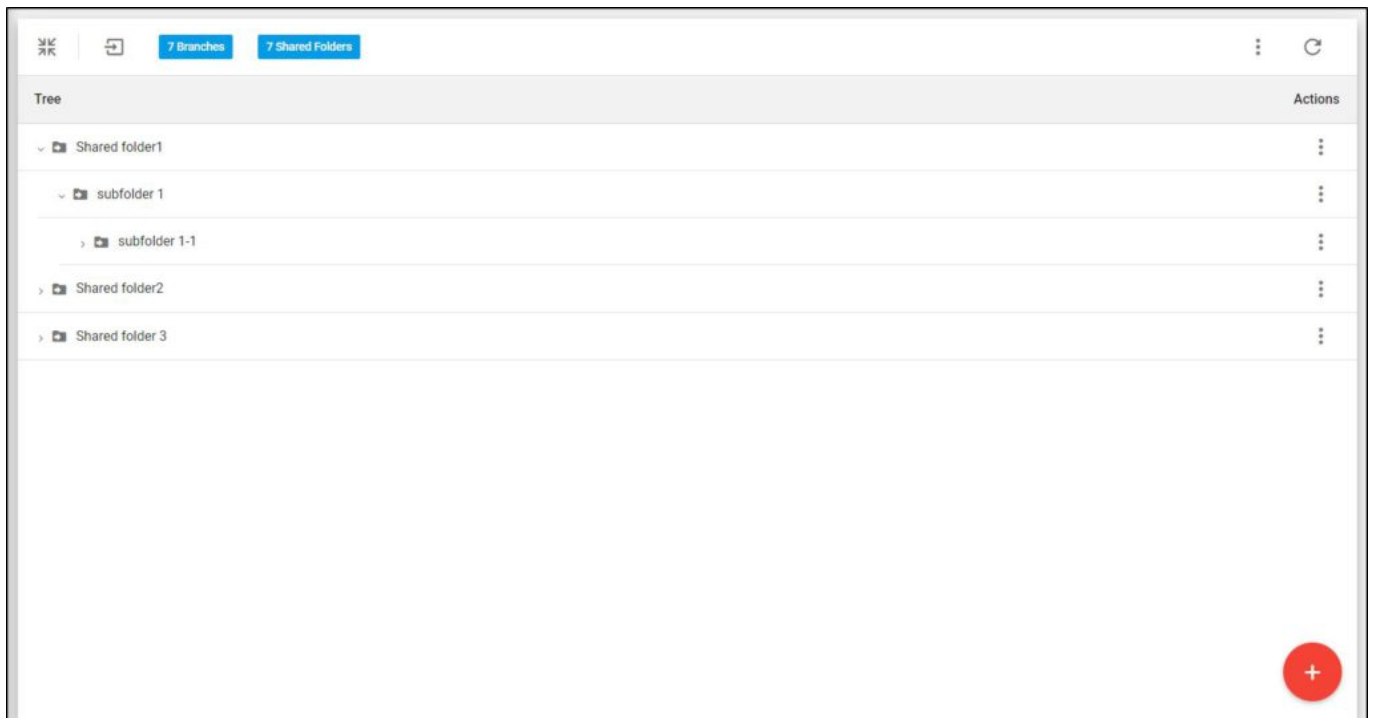 7 Branches 7 Shared Folders
Tree Actions
Shared folder1
subfolder 1
subfolder 1-1
Shared folder2
Shared folder 3